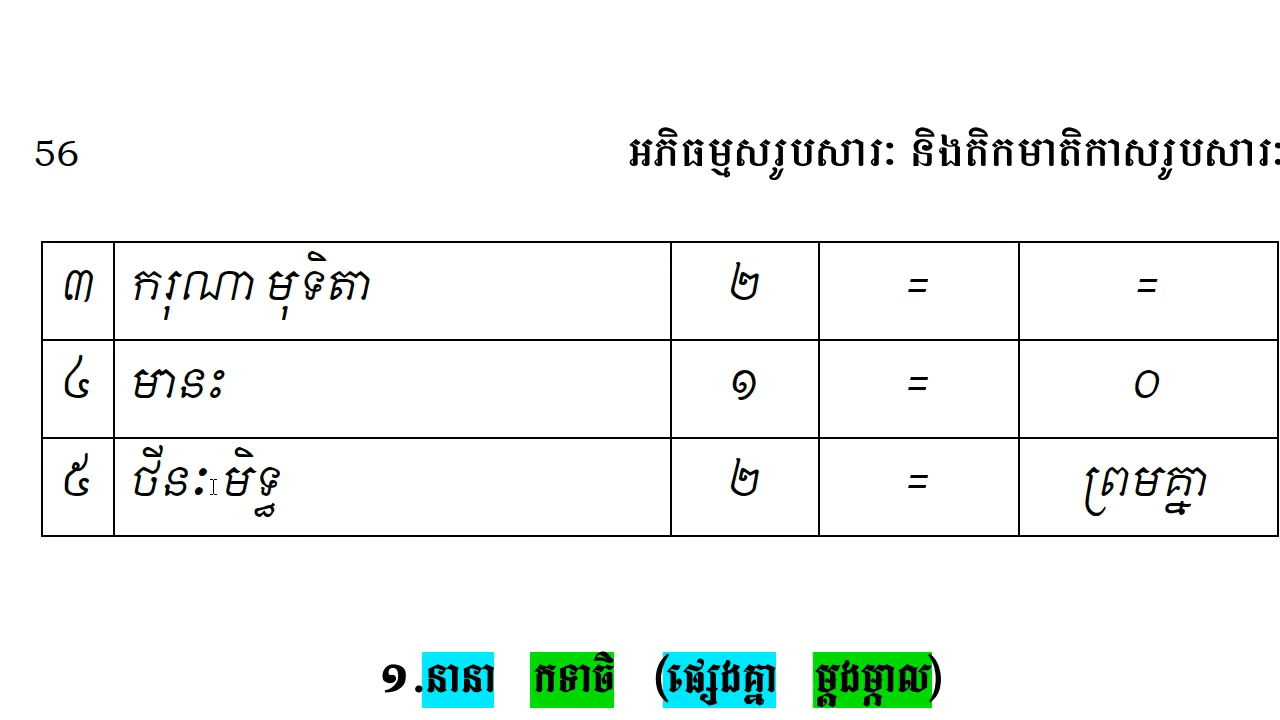 56 អភិធម្មសរូបសារៈ និងតិកមាតិកាសរូបសារៈ
៣ ករុណា មុទិតា ២ = =
៤ មានះ ១ = ០
៥ ថីនៈ មិទ្ធ ២ = ព្រមគ្នា
១.នានា កទាចិ (ផ្សេងគ្នា ម្តងម្កាល)